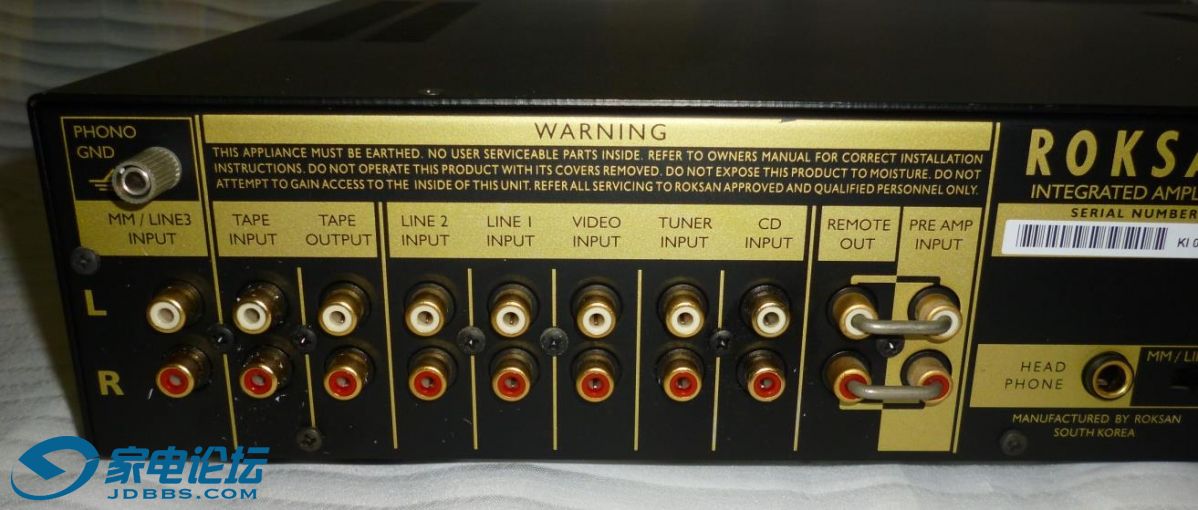 PHONO
GND
WARNING
THIS APPLIANCE MUST BE EARTHED. NO USER SERVICEABLE PARTS INSIDE. REFER TO OWNERS MANUAL FOR CORRECT INSTALLATION
INSTRUCTIONS. DO NOT OPERATE THIS PRODUCT WITH ITS COVERS REMOVED. DO NOT EXPOSE THIS PRODUCT TO MOISTURE. DO NOT
ATTEMPT TO GAIN ACCESS TO THE INSIDE OF THIS UNIT. REFER ALL SERVICING TO ROKSAN APPROVED AND QUALIFIED PERSONNEL ONLY.
MM / LINE3
INPUT
TAPE
INPUT
TAPE
OUTPUT
LINE 2
INPUT
LINE 1
INPUT
VIDEO
INPUT
TUNER
INPUT
CD
INPUT
REMOTE
OUT
PRE AMP
INPUT
L
R
ROKSA
INTEGRATED AMPL
SERIAL NUMBER
KI 0
HEAD
PHONE
MM / LI
MANUFACTURED BY ROKSAN
SOUTH KOREA
家电论坛
JDBBS.COM